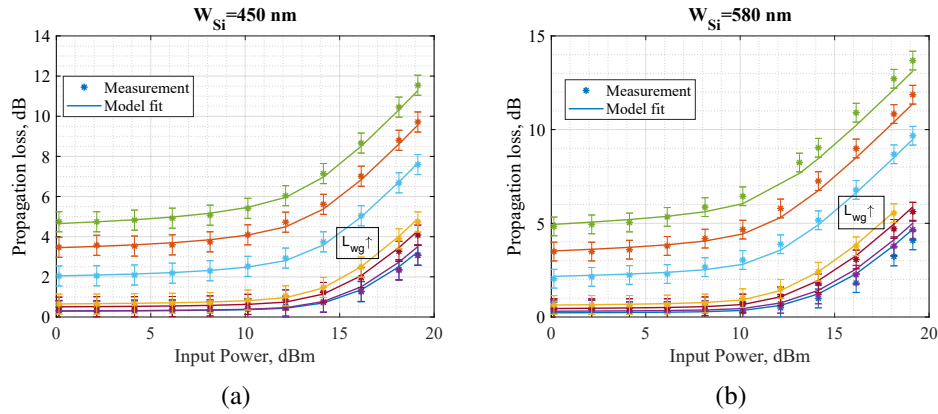 W_Si=450 nm
14
12
10
8
6
4
2
0
Propagation loss, dB
Measurement
Model fit
L_wg↑
0 5 10 15 20
Input Power, dBm
(a)
W_Si=580 nm
15
10
5
0
Propagation loss, dB
Measurement
Model fit
L_wg↑
0 5 10 15 20
Input Power, dBm
(b)